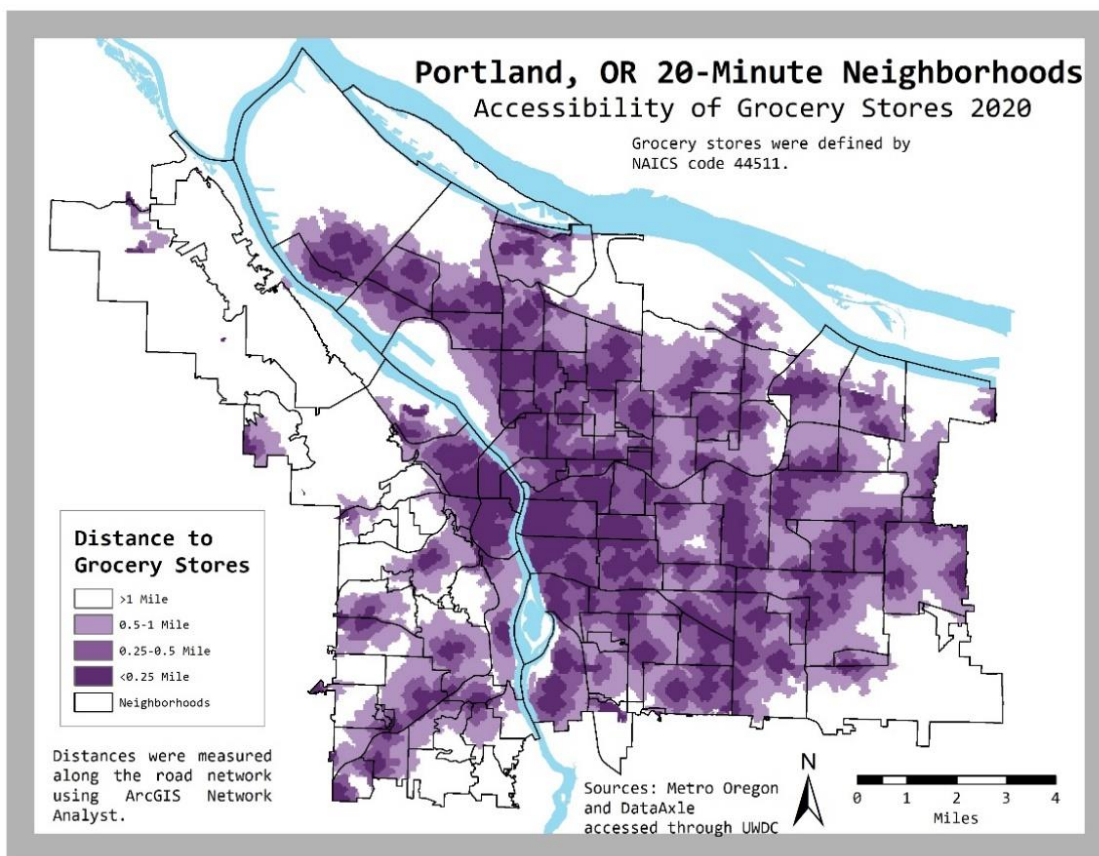 Portland, OR 20-Minute Neighborhoods
Accessibility of Grocery Stores 2020
Grocery stores were defined by
NAICS code 44511.
Distance to
Grocery Stores
>1 Mile
0.5-1 Mile
0.25-0.5 Mile
<0.25 Mile
Neighborhoods
Distances were measured
along the road network
using ArcGIS Network
Analyst.
Sources: Metro Oregon
and DataAxle
accessed through UWDC
N
0 1 2 3 4
Miles